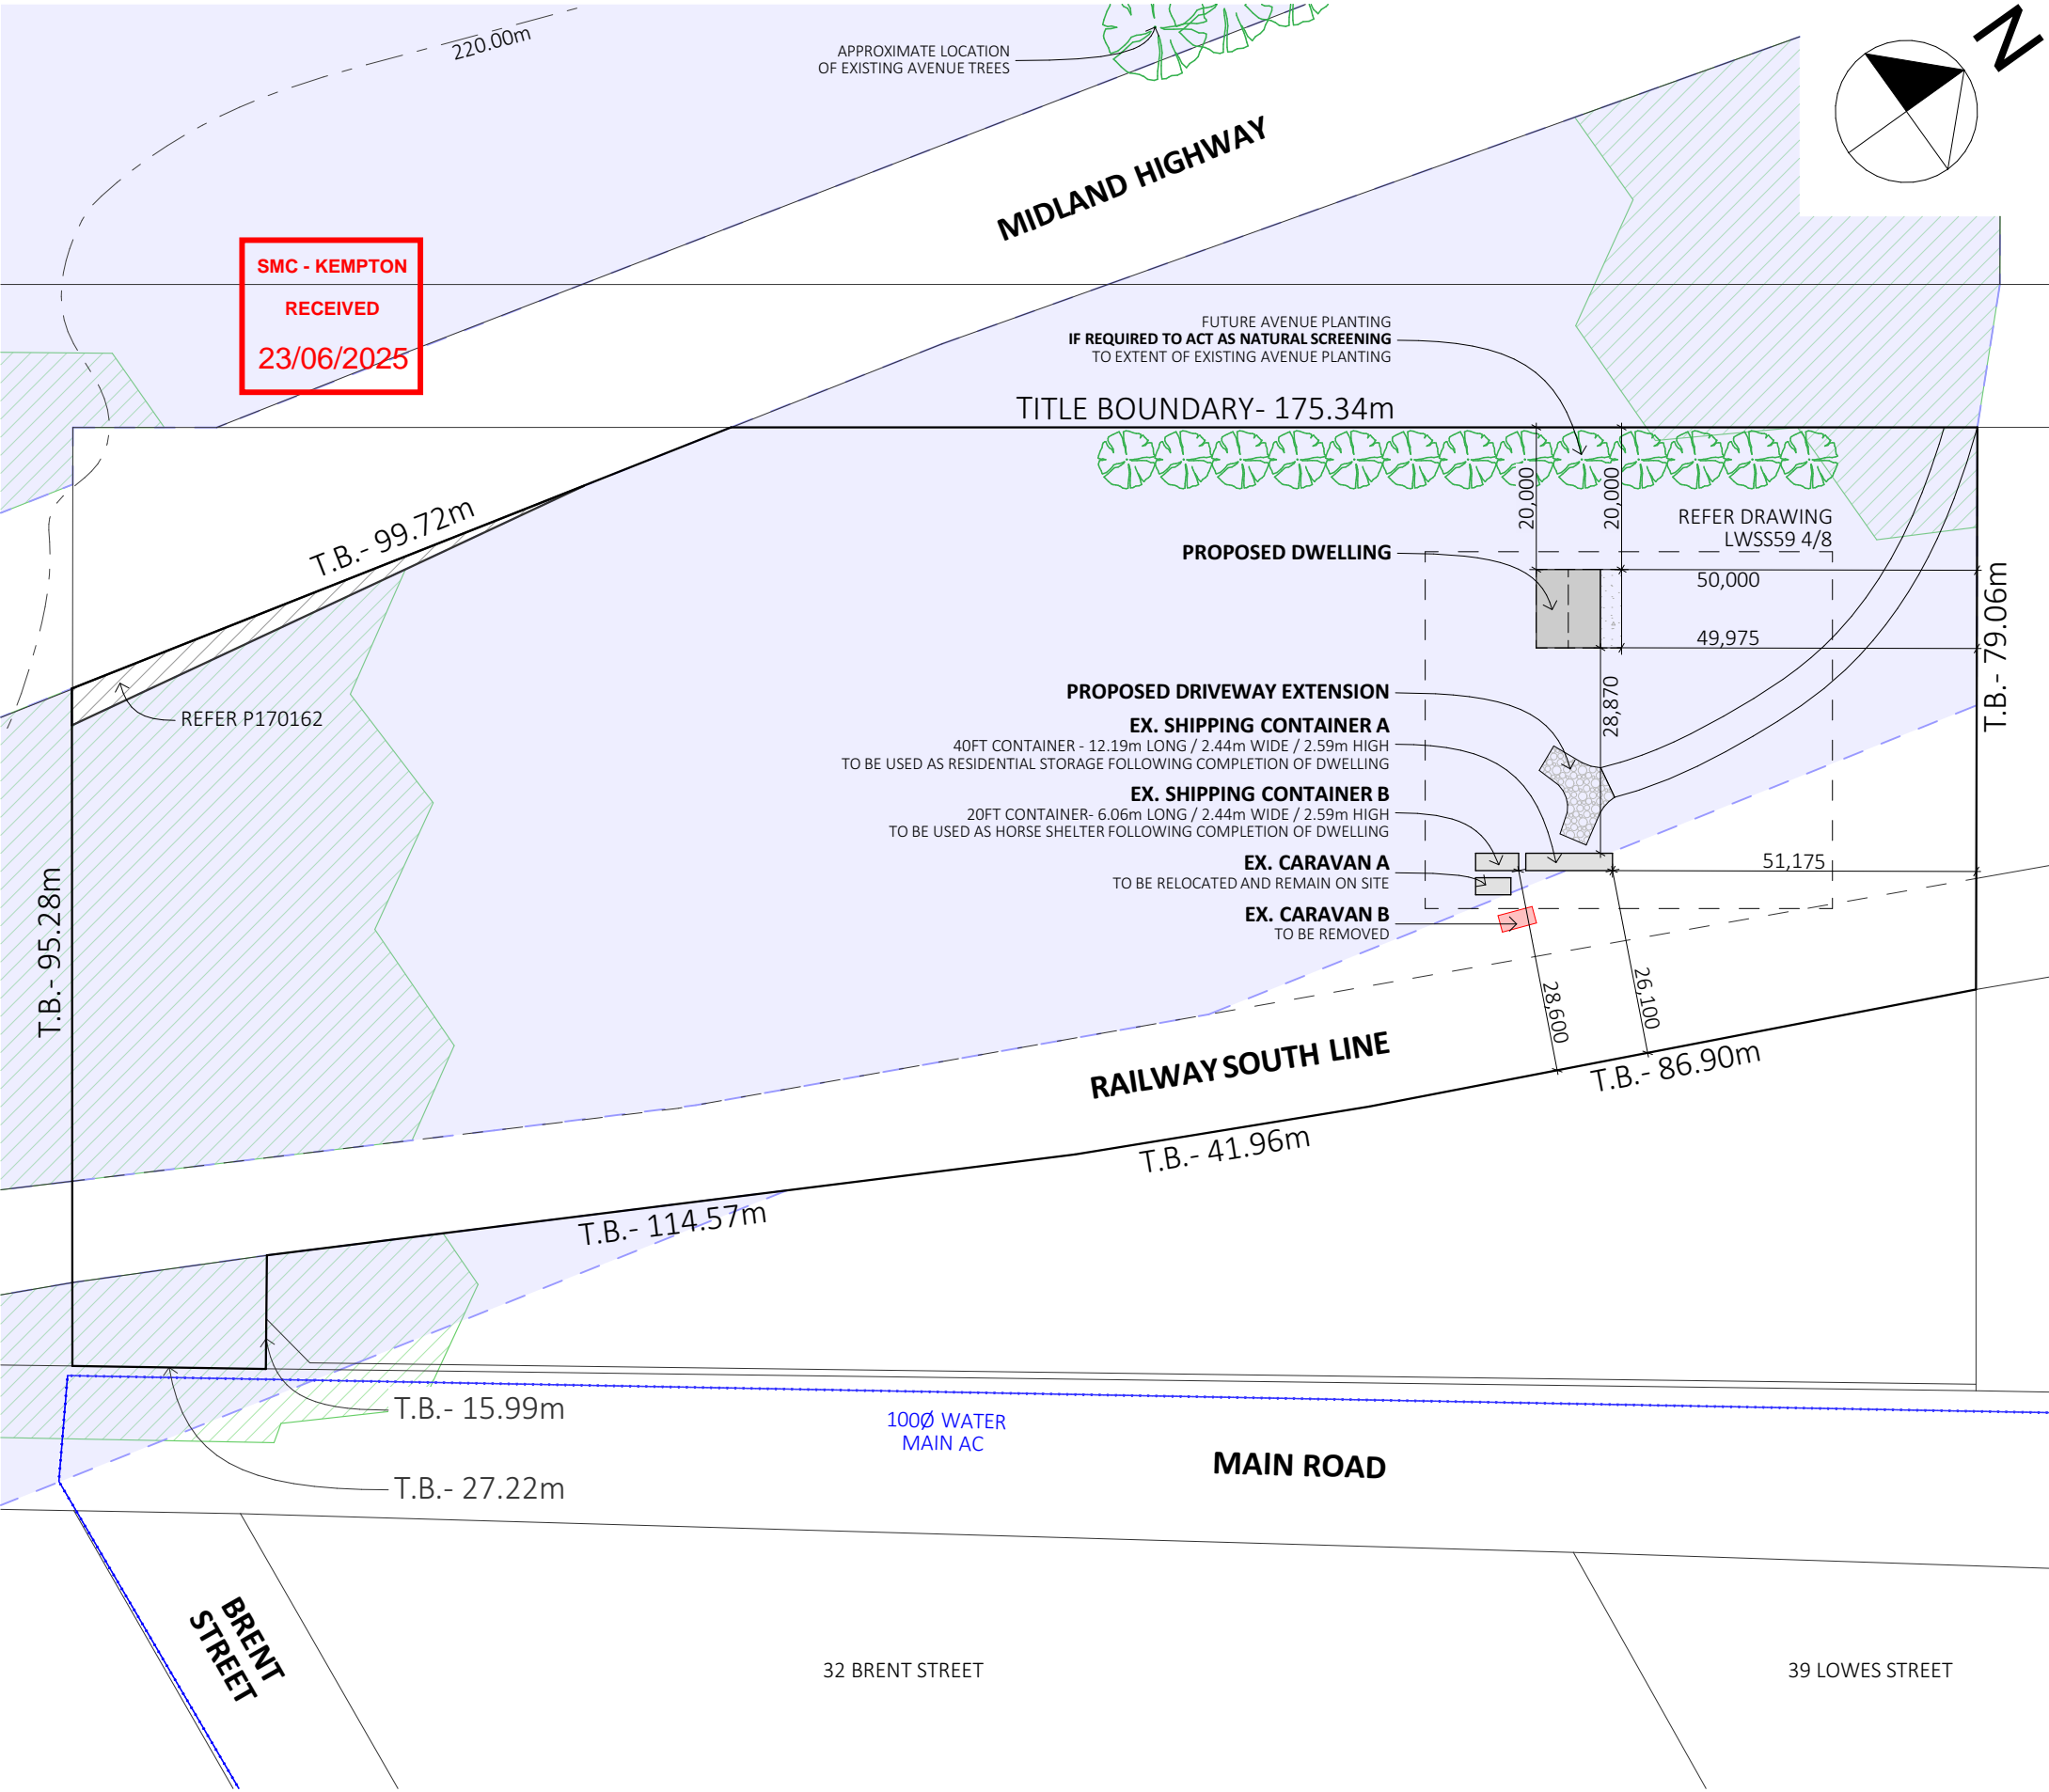 220.00m
APPROXIMATE LOCATION
OF EXISTING AVENUE TREES
N
MIDLAND HIGHWAY
SMC - KEMPTON
RECEIVED
23/06/2025
FUTURE AVENUE PLANTING
IF REQUIRED TO ACT AS NATURAL SCREENING
TO EXTENT OF EXISTING AVENUE PLANTING
TITLE BOUNDARY- 175.34m
T.B.- 99.72m
20,000
20,000
REFER DRAWING
LWSS59 4/8
PROPOSED DWELLING
50,000
49,975
T.B.- 79.06m
REFER P170162
PROPOSED DRIVEWAY EXTENSION
28,870
EX. SHIPPING CONTAINER A
40FT CONTAINER - 12.19m LONG / 2.44m WIDE / 2.59m HIGH
TO BE USED AS RESIDENTIAL STORAGE FOLLOWING COMPLETION OF DWELLING
EX. SHIPPING CONTAINER B
20FT CONTAINER- 6.06m LONG / 2.44m WIDE / 2.59m HIGH
TO BE USED AS HORSE SHELTER FOLLOWING COMPLETION OF DWELLING
EX. CARAVAN A
TO BE RELOCATED AND REMAIN ON SITE
51,175
EX. CARAVAN B
TO BE REMOVED
T.B.- 95.28m
28,600
26,100
RAILWAY SOUTH LINE
T.B.- 86.90m
T.B.- 41.96m
T.B.- 114.57m
T.B.- 15.99m
100Ø WATER
MAIN AC
MAIN ROAD
T.B.- 27.22m
BRENT
STREET
32 BRENT STREET
39 LOWES STREET